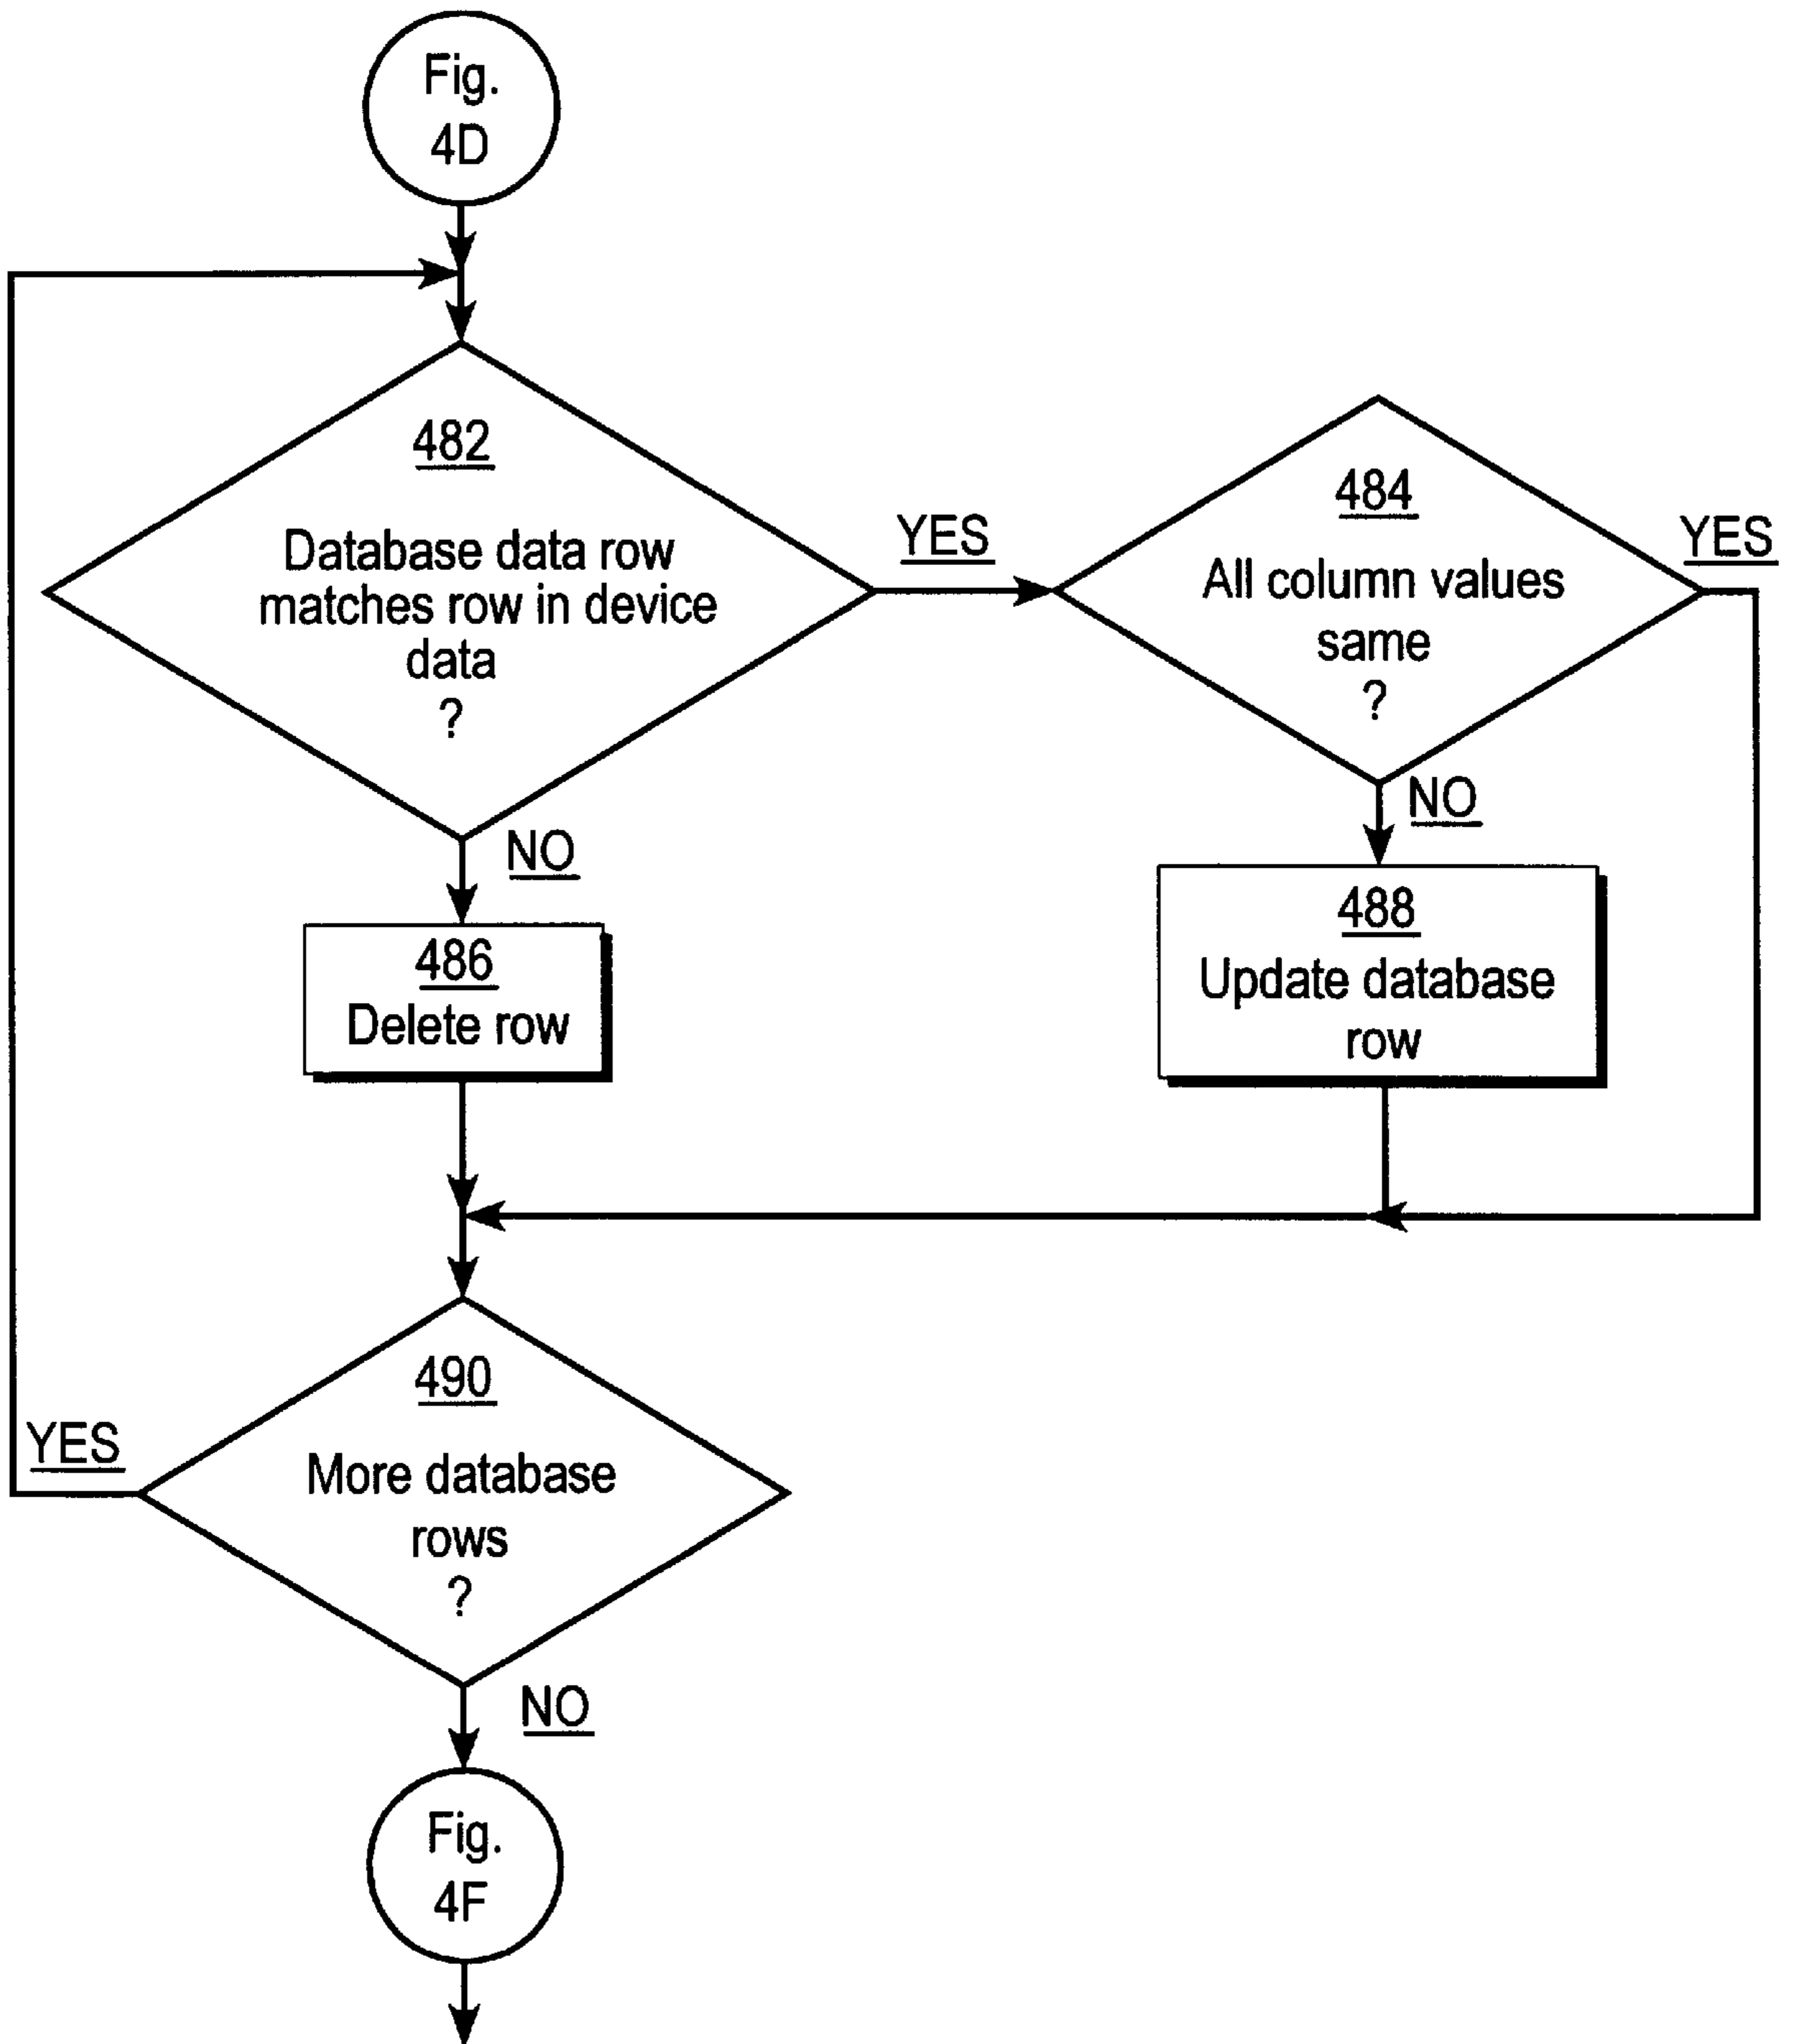 Fig.
4D
482
Database data row
matches row in device
data
?
YES
484
All column values
same
?
YES
NO
NO
486
Delete row
488
Update database
row
490
More database
rows
?
YES
NO
Fig.
4F